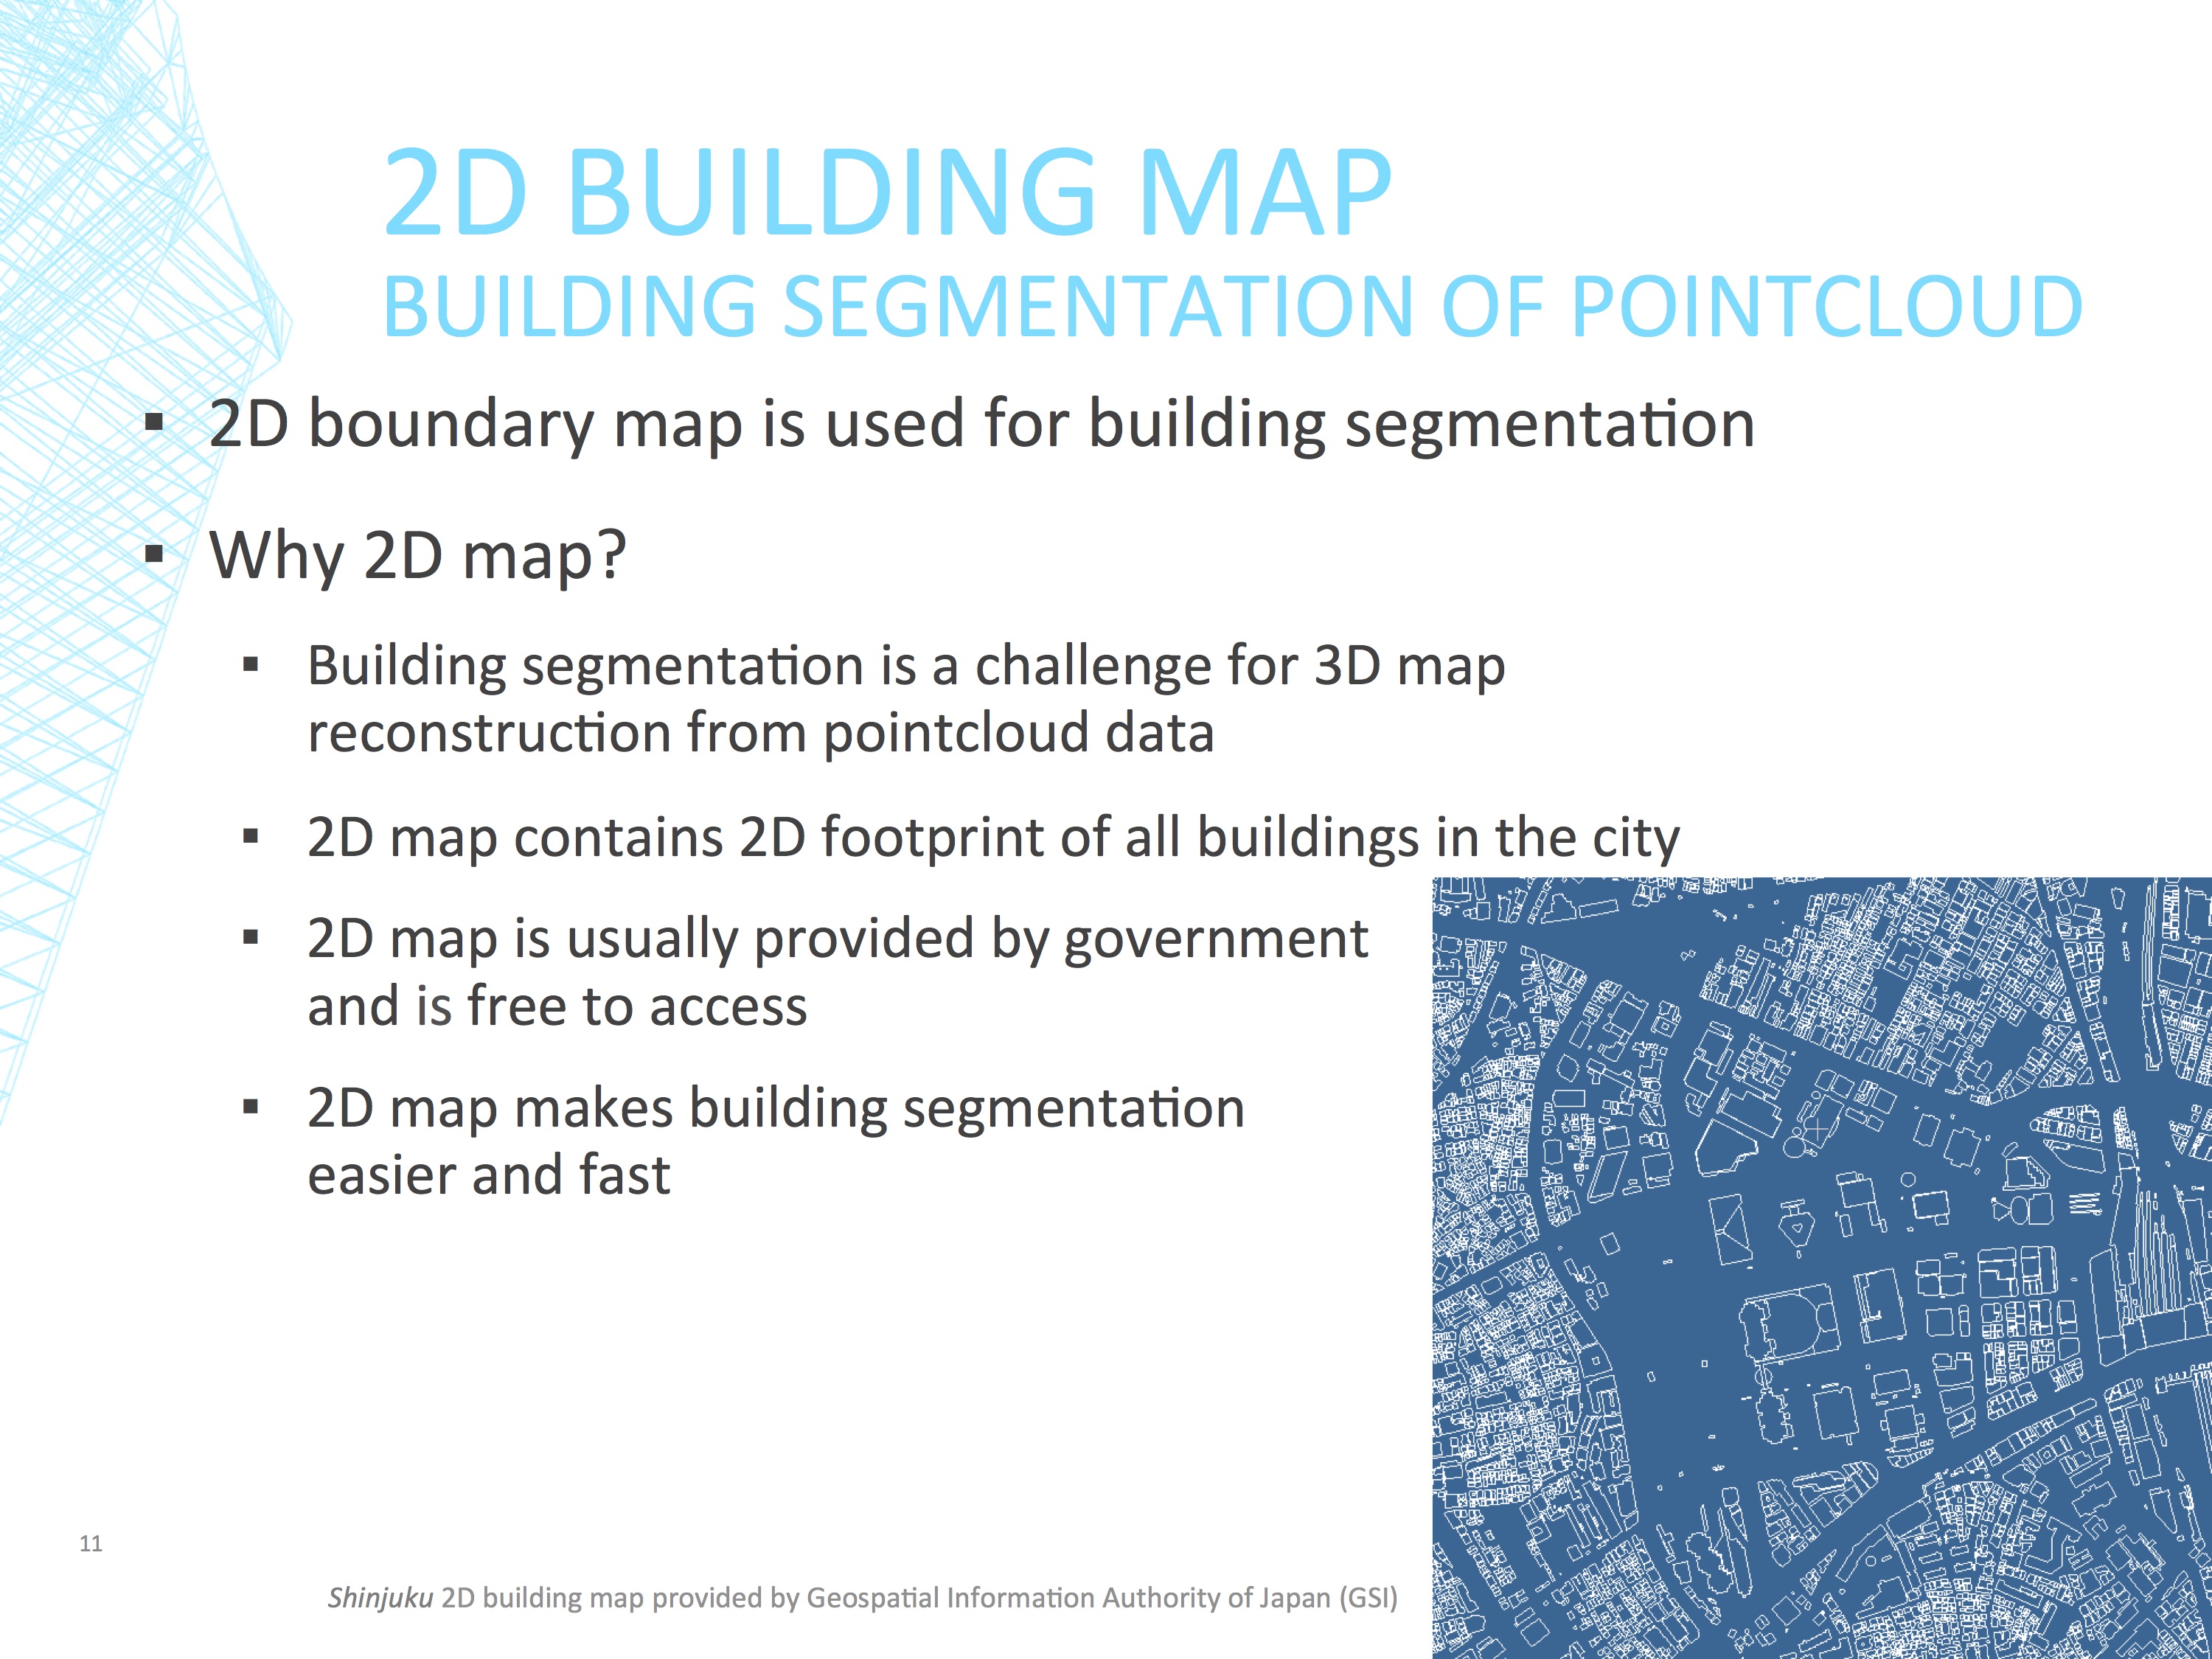 2D BUILDING MAP
BUILDING SEGMENTATION OF POINTCLOUD
▪ 2D boundary map is used for building segmentation
▪ Why 2D map?
▪ Building segmentation is a challenge for 3D map
reconstruction from pointcloud data
▪ 2D map contains 2D footprint of all buildings in the city
▪ 2D map is usually provided by government
and is free to access
▪ 2D map makes building segmentation
easier and fast
11
Shinjuku 2D building map provided by Geospatial Information Authority of Japan (GSI)